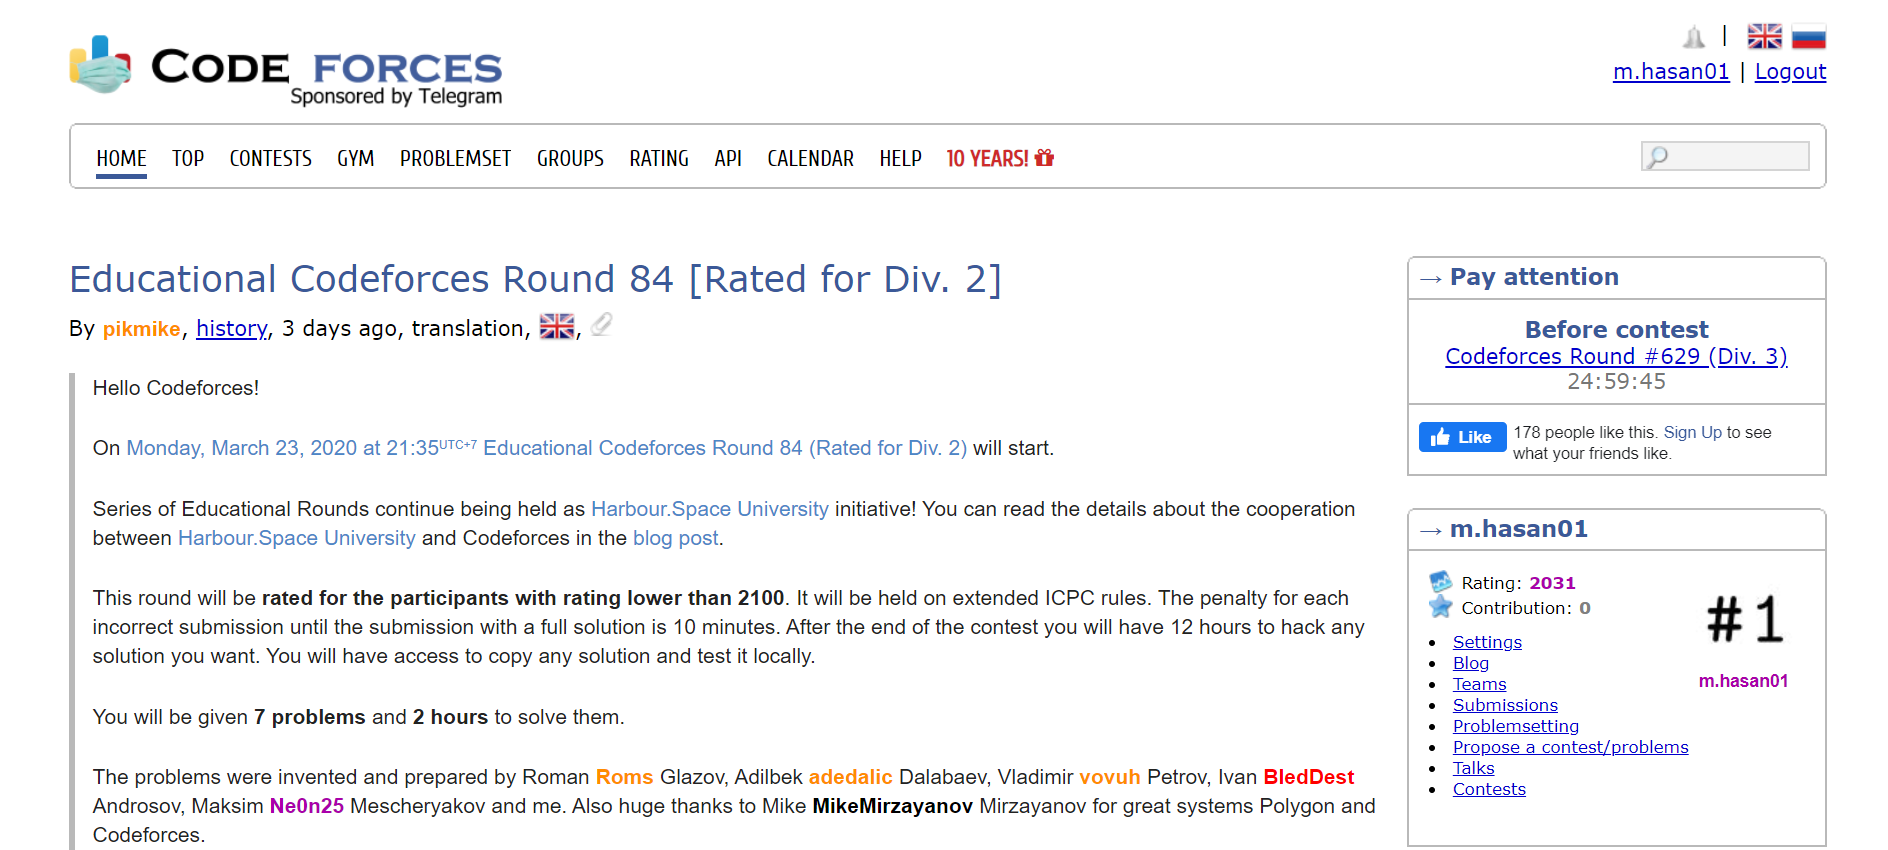 CODE FORCES
Sponsored by Telegram
|
m.hasan01 | Logout
HOME TOP CONTESTS GYM PROBLEMSET GROUPS RATING API CALENDAR HELP 10 YEARS!
Educational Codeforces Round 84 [Rated for Div. 2]
By pikmike, history, 3 days ago, translation, ,
Hello Codeforces!
On Monday, March 23, 2020 at 21:35UTC+7 Educational Codeforces Round 84 (Rated for Div. 2) will start.
Series of Educational Rounds continue being held as Harbour.Space University initiative! You can read the details about the cooperation
between Harbour.Space University and Codeforces in the blog post.
This round will be rated for the participants with rating lower than 2100. It will be held on extended ICPC rules. The penalty for each
incorrect submission until the submission with a full solution is 10 minutes. After the end of the contest you will have 12 hours to hack any
solution you want. You will have access to copy any solution and test it locally.
You will be given 7 problems and 2 hours to solve them.
The problems were invented and prepared by Roman Roms Glazov, Adilbek adedalic Dalabaev, Vladimir vovuh Petrov, Ivan BledDest
Androsov, Maksim Ne0n25 Mescheryakov and me. Also huge thanks to Mike MikeMirzayanov Mirzayanov for great systems Polygon and
Codeforces.
→ Pay attention
Before contest
Codeforces Round #629 (Div. 3)
24:59:45
Like
178 people like this. Sign Up to see
what your friends like.
→ m.hasan01
Rating: 2031
Contribution: 0
Settings
Blog
Teams
Submissions
Problemsetting
Propose a contest/problems
Talks
Contests
#1
m.hasan01